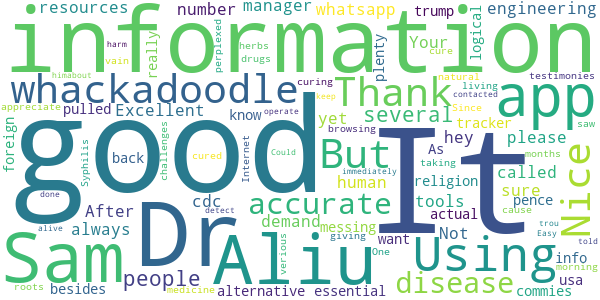 resources number manager whatsapp trump engineering
information
really perplexed herbs drugs plenty Your cure logical
harm vain natural living
whackadoodle Thank app
himabout curing testimonies
appreciate pulled Excellent several Since contacted
foreign Syphilis know yet tracker saw
good It
challenges Internet operate keep hey please Nice
back browsing immediately As taking months
But human religion called sure
cured Could tools
After cdc accurate actual pence cause trou
done always demand messing Not want Easy
Dr Aliu Using info told
Sam detect giving
alive people verious One disease usa morning
roots besides medicine alternative essential commies